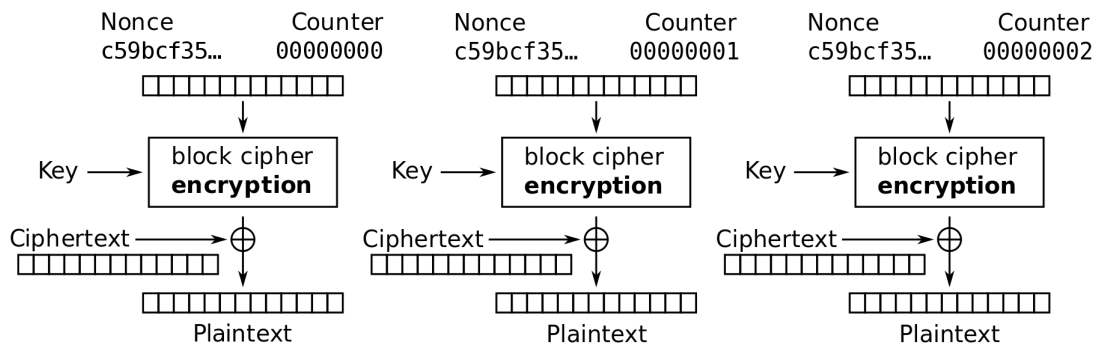 Nonce Counter Nonce Counter Nonce Counter
c59bcf35… 00000000 c59bcf35… 00000001 c59bcf35… 00000002
block cipher block cipher block cipher
Key encryption Key encryption Key encryption
Ciphertext Ciphertext Ciphertext
Plaintext Plaintext Plaintext